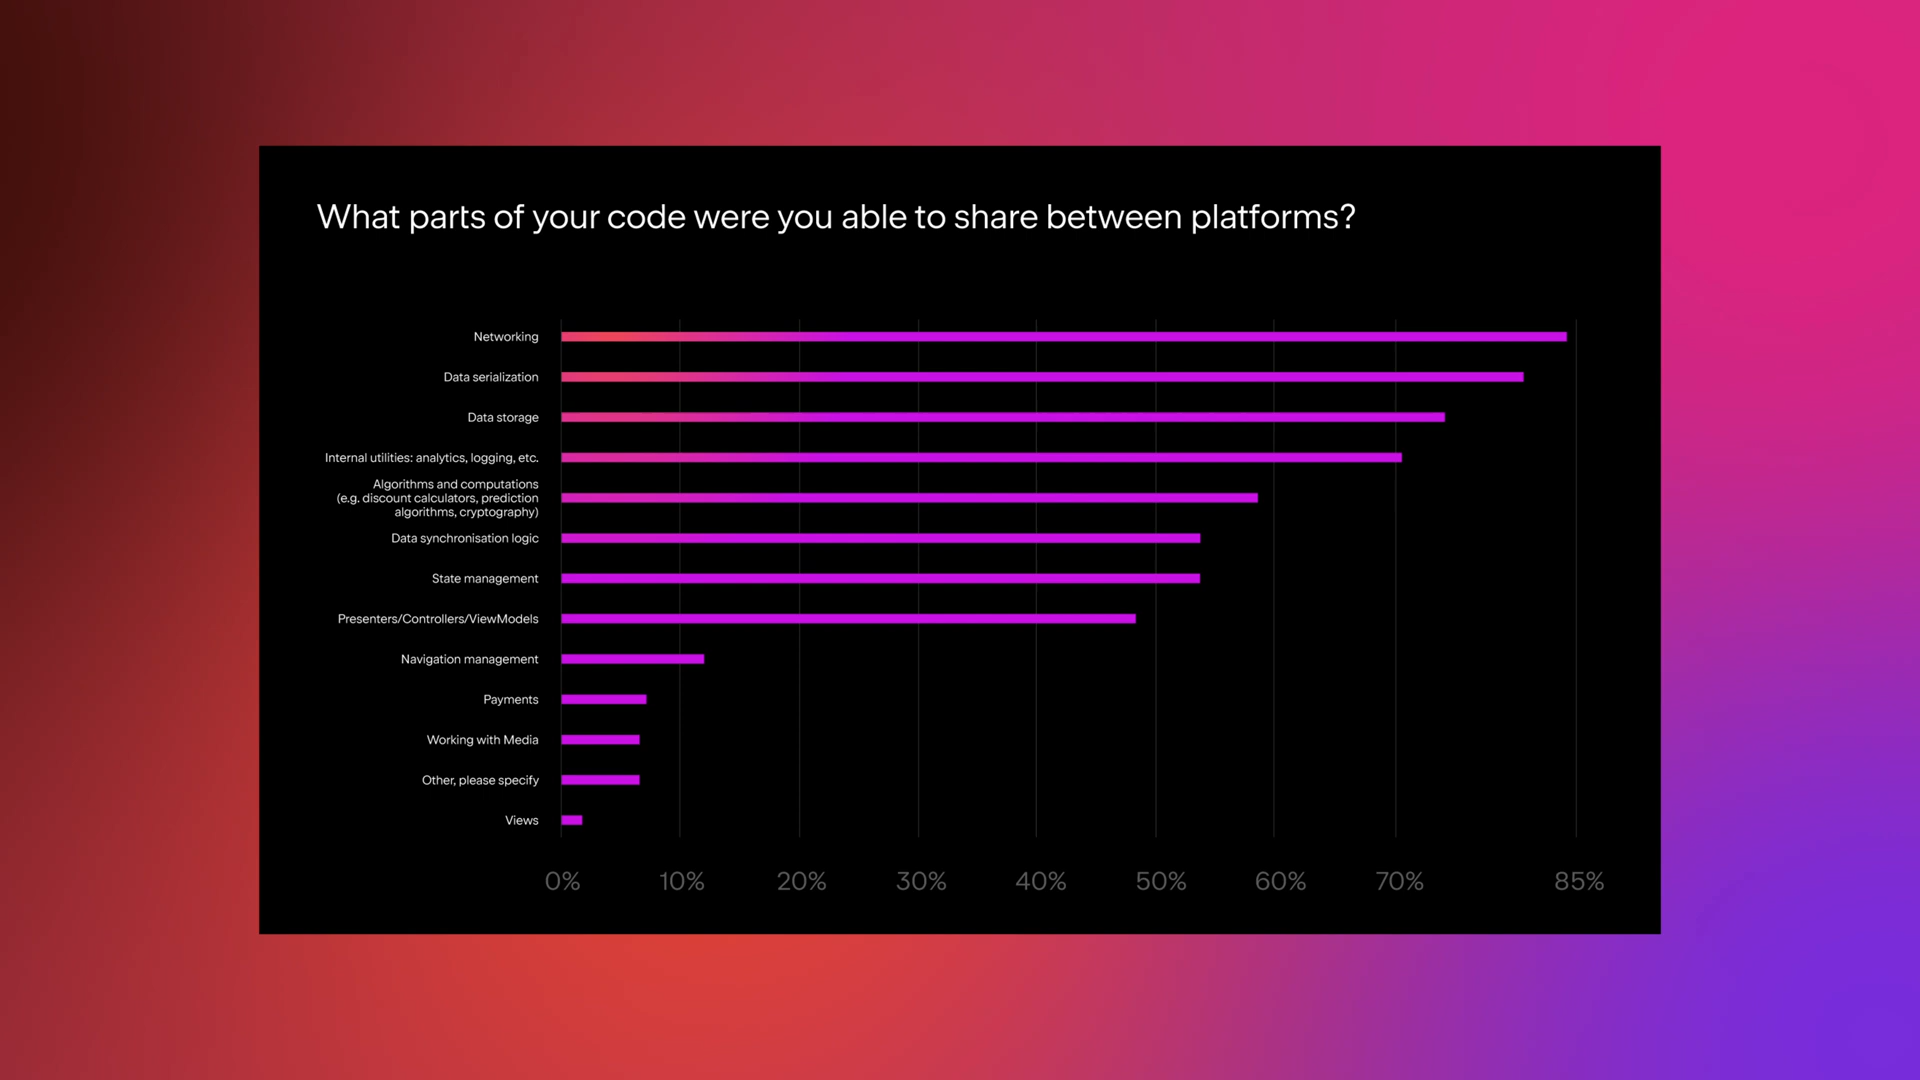 What parts of your code were you able to share between platforms?
Networking
Data serialization
Data storage
Internal utilities: analytics, logging, etc.
Algorithms and computations
(e.g. discount calculators, prediction
algorithms, cryptography)
Data synchronisation logic
State management
Presenters/Controllers/ViewModels
Navigation management
Payments
Working with Media
Other, please specify
Views
0% 10% 20% 30% 40% 50% 60% 70% 85%